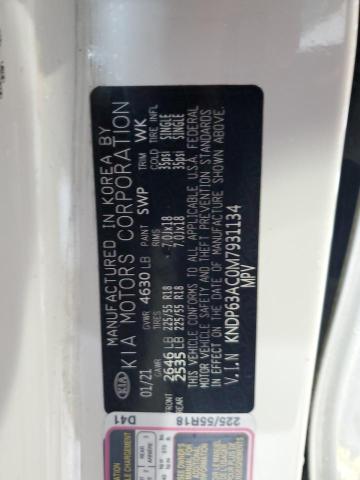 MANUFACTURED IN KOREA BY
KIA MOTORS CORPORATION
KIA
01/21 GVWR 4630 LB PAINT SWP TRIM WK
GAWR TIRES RIMS COLD TIRE INFL
FRONT 2646 LB 225/55 R18 7.0Jx18 35psi SINGLE
REAR 2535 LB 225/55 R18 7.0Jx18 35psi SINGLE
THIS VEHICLE CONFORMS TO ALL APPLICABLE U.S.A. FEDERAL
MOTOR VEHICLE SAFETY AND THEFT PREVENTION STANDARDS
IN EFFECT ON THE DATE OF MANUFACTURE SHOWN ABOVE.
V.I.N KNDP63AC0M7931134
MPV
D41
225/55R18